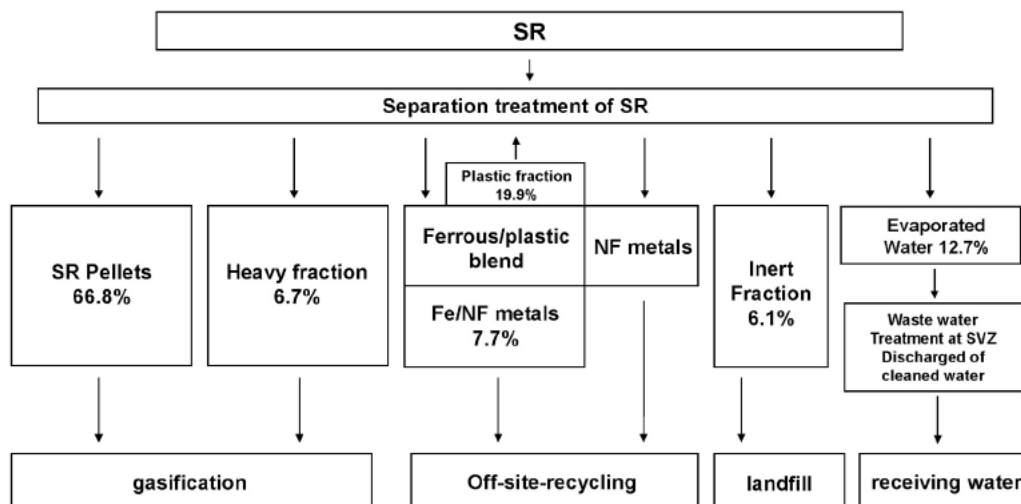 SR
Separation treatment of SR
Plastic fraction
19.9%
SR Pellets
66.8%
Heavy fraction
6.7%
Ferrous/plastic
blend
Fe/NF metals
7.7%
NF metals
Inert
Fraction
6.1%
Evaporated
Water 12.7%
Waste water
Treatment at SVZ
Discharged of
cleaned water
gasification
Off-site-recycling
landfill
receiving water